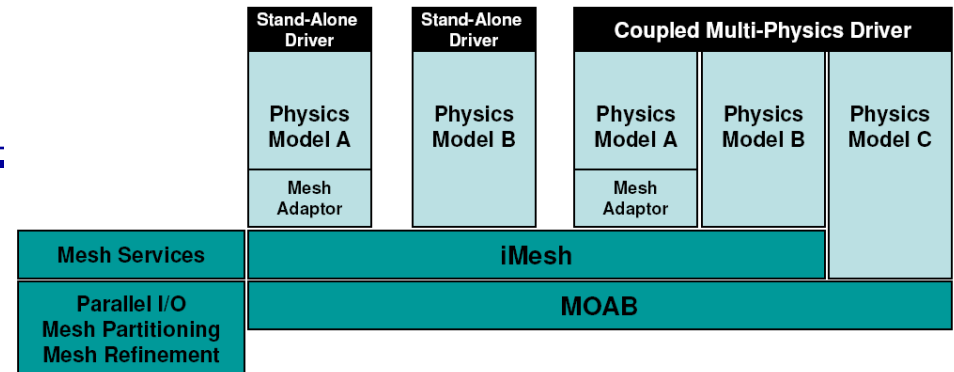 Stand-Alone
Driver
Stand-Alone
Driver
Coupled Multi-Physics Driver
Physics
Model A
Physics
Model B
Physics
Model A
Physics
Model B
Physics
Model C
Mesh
Adaptor
Mesh
Adaptor
Mesh Services
iMesh
Parallel I/O
Mesh Partitioning
Mesh Refinement
MOAB